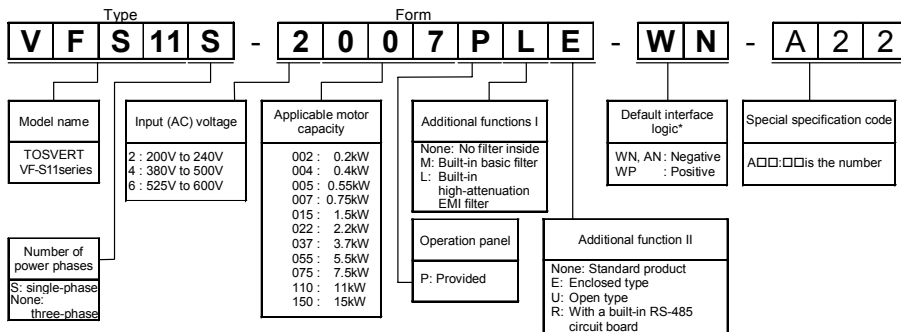 Type
Form
V F S 11 S - 2 0 0 7 P L E - W N - A 2 2
Model name
TOSVERT
VF-S11series
Number of
power phases
S: single-phase
None:
three-phase
Input (AC) voltage
2 : 200V to 240V
4 : 380V to 500V
6 : 525V to 600V
Applicable motor
capacity
002 : 0.2kW
004 : 0.4kW
005 : 0.55kW
007 : 0.75kW
015 : 1.5kW
022 : 2.2kW
037 : 3.7kW
055 : 5.5kW
075 : 7.5kW
110 : 11kW
150 : 15kW
Additional functions I
None: No filter inside
M: Built-in basic filter
L: Built-in
high-attenuation
EMI filter
Operation panel
P: Provided
Additional function II
None: Standard product
E: Enclosed type
U: Open type
R: With a built-in RS-485
circuit board
Default interface
logic*
WN, AN : Negative
WP : Positive
Special specification code
A□□:□□is the number